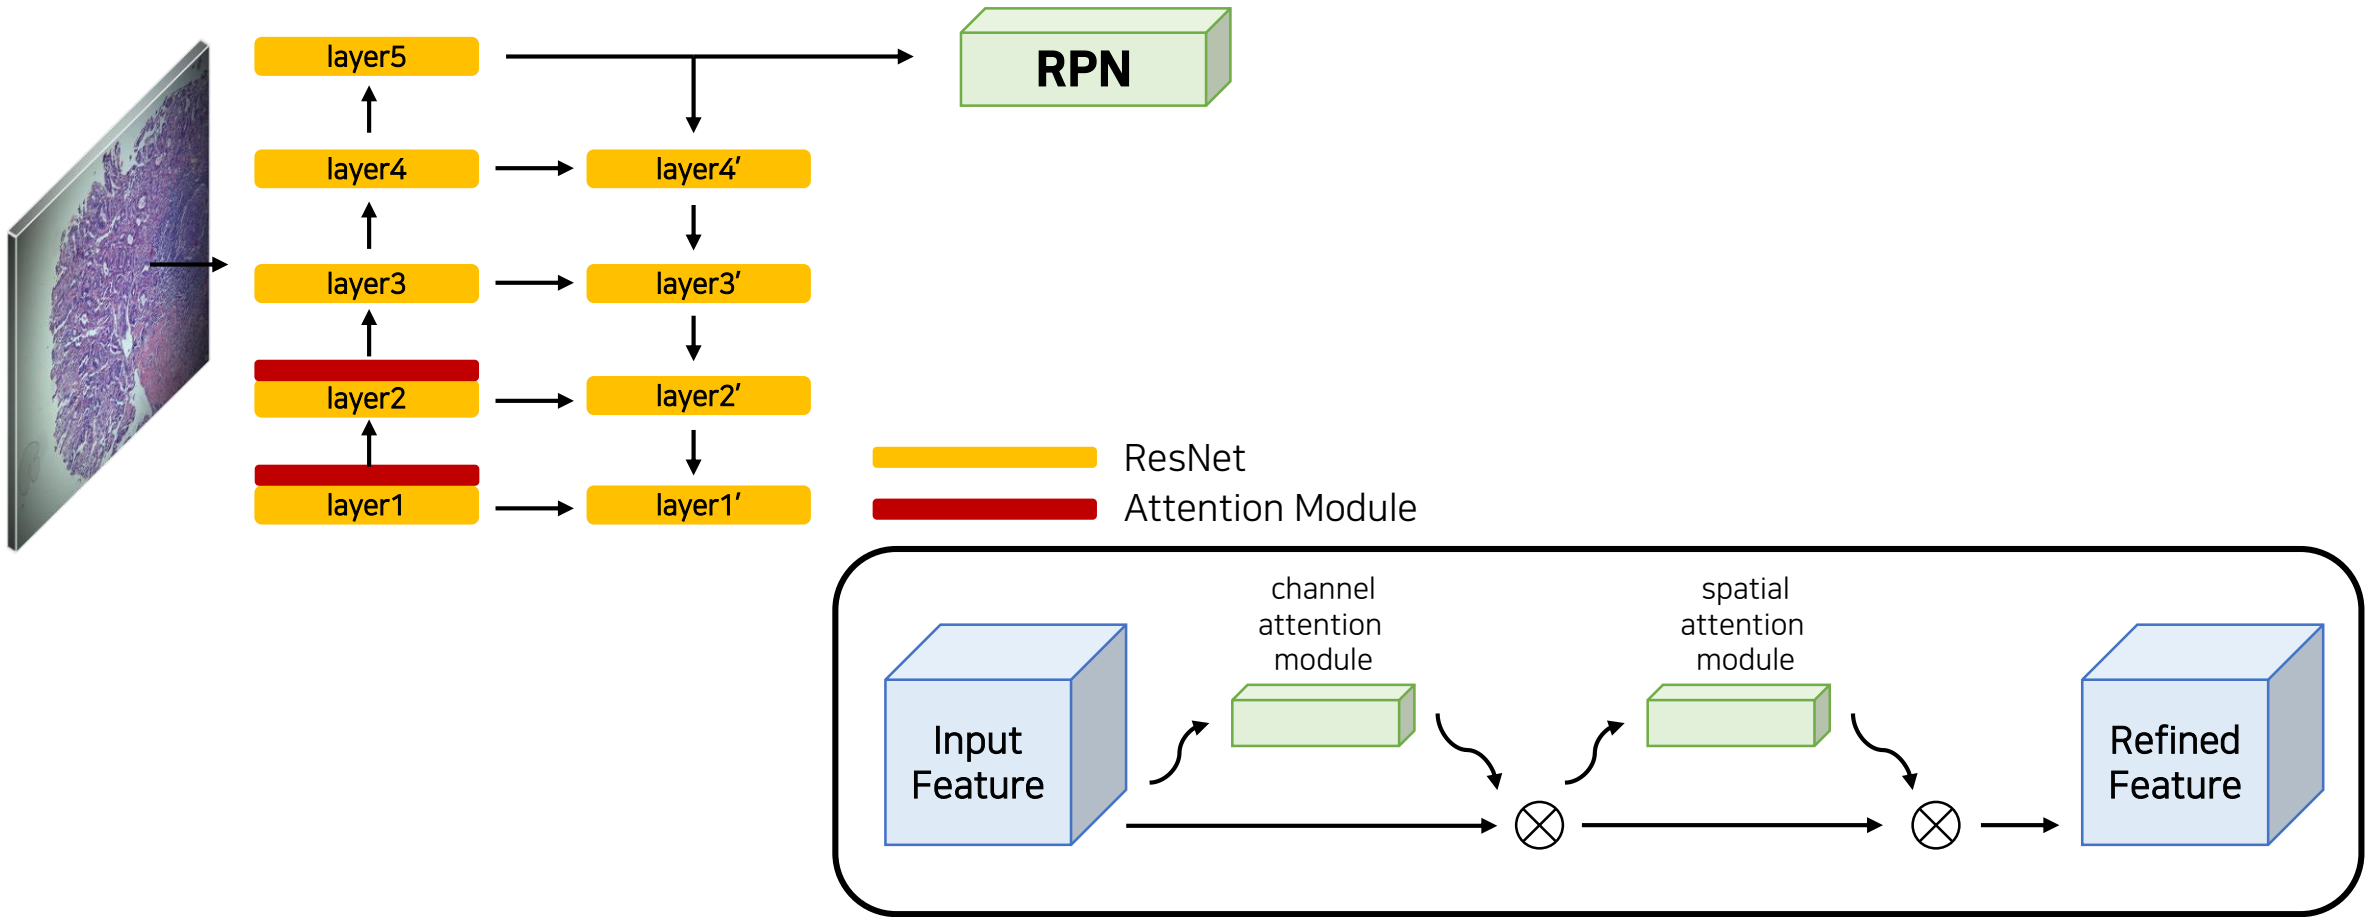 layer5
RPN
layer4
layer4′
layer3
layer3′
layer2
layer2′
layer1
layer1′
ResNet
Attention Module
channel
attention
module
spatial
attention
module
Input
Feature
Refined
Feature